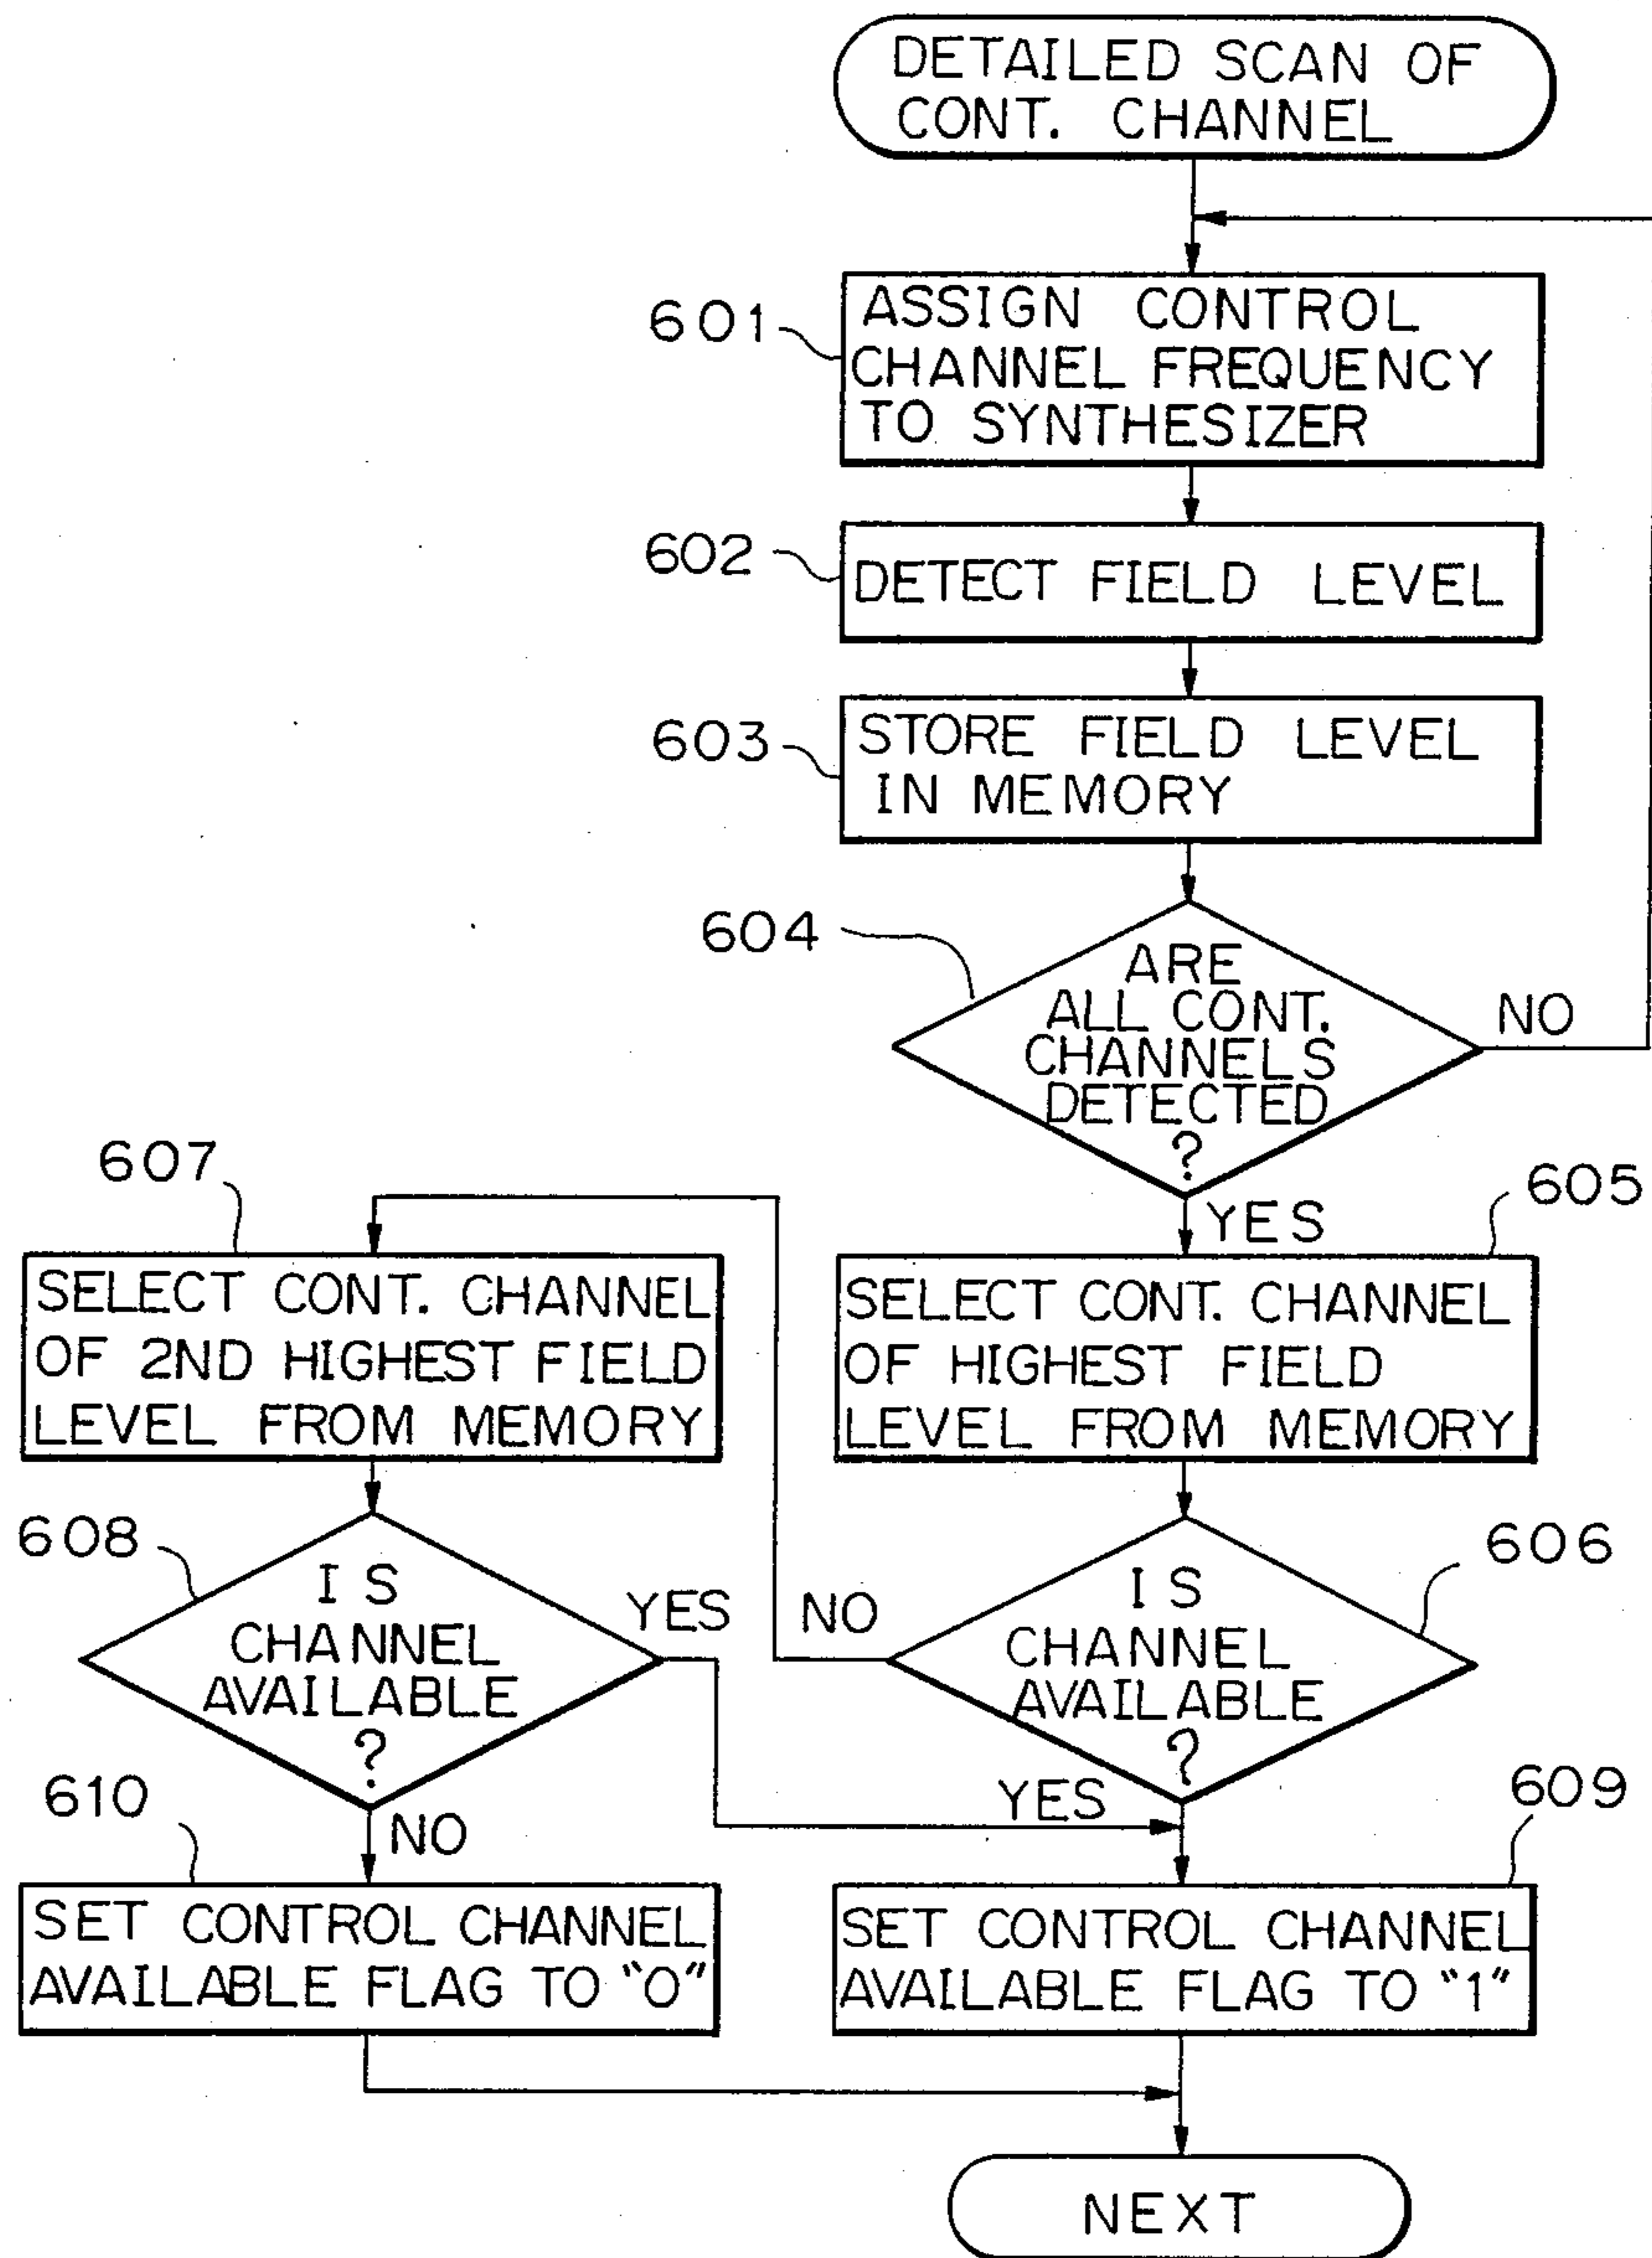 DETAILED SCAN OF
CONT. CHANNEL
601
ASSIGN CONTROL
CHANNEL FREQUENCY
TO SYNTHESIZER
602
DETECT FIELD LEVEL
603
STORE FIELD LEVEL
IN MEMORY
604
ARE
ALL CONT.
CHANNELS
DETECTED
?
NO
YES
605
SELECT CONT. CHANNEL
OF HIGHEST FIELD
LEVEL FROM MEMORY
607
SELECT CONT. CHANNEL
OF 2ND HIGHEST FIELD
LEVEL FROM MEMORY
606
IS
CHANNEL
AVAILABLE
?
NO
YES
608
IS
CHANNEL
AVAILABLE
?
YES
NO
610
SET CONTROL CHANNEL
AVAILABLE FLAG TO "0"
609
SET CONTROL CHANNEL
AVAILABLE FLAG TO "1"
NEXT